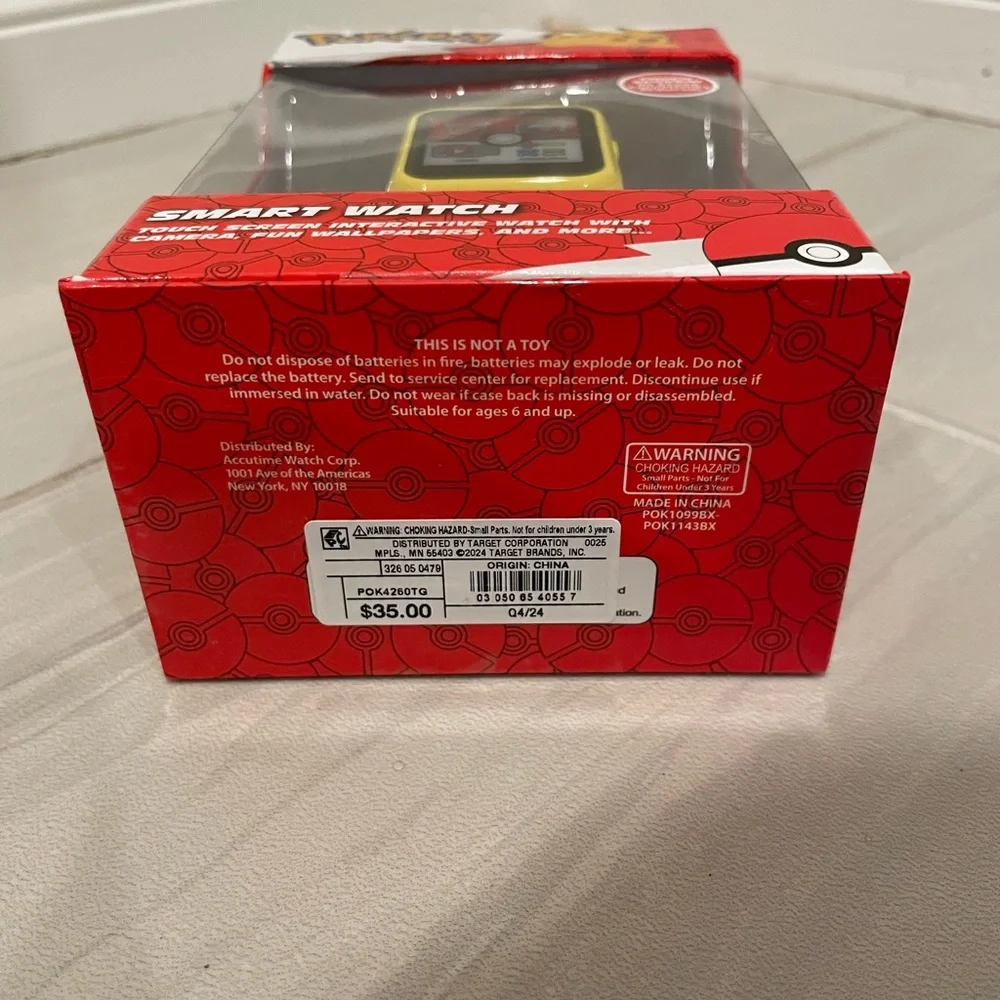 Pokémon
SMART WATCH
TOUCH SCREEN INTERACTIVE WATCH WITH
CAMERA, FUN WALLPAPERS, AND MORE...
THIS IS NOT A TOY
Do not dispose of batteries in fire, batteries may explode or leak. Do not
replace the battery. Send to service center for replacement. Discontinue use if
immersed in water. Do not wear if case back is missing or disassembled.
Suitable for ages 6 and up.
Distributed By:
Accutime Watch Corp.
1001 Ave of the Americas
New York, NY 10018
WARNING
CHOKING HAZARD
Small Parts - Not For
Children Under 3 Years
MADE IN CHINA
POK1099BX-
POK1143BX
WARNING: CHOKING HAZARD-Small Parts. Not for children under 3 years.
DISTRIBUTED BY TARGET CORPORATION 0025
MPLS., MN 55403 ©2024 TARGET BRANDS, INC.
326 05 0479
ORIGIN: CHINA
POK4260TG
03 050 65 4055 7
$35.00
Q4/24